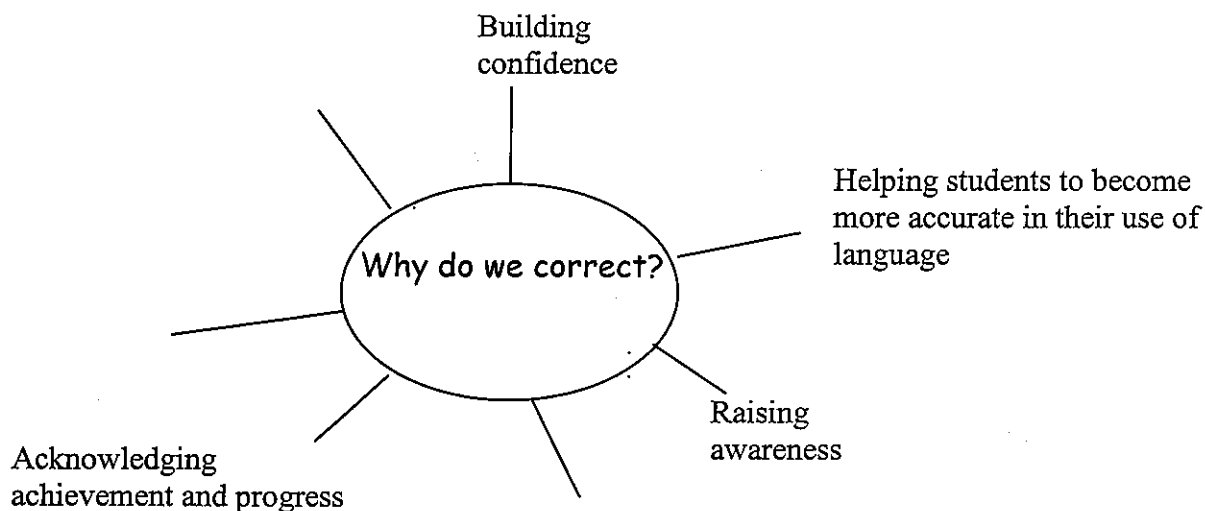 Building
confidence
Helping students to become
more accurate in their use of
language
Why do we correct?
Raising
awareness
Acknowledging
achievement and progress